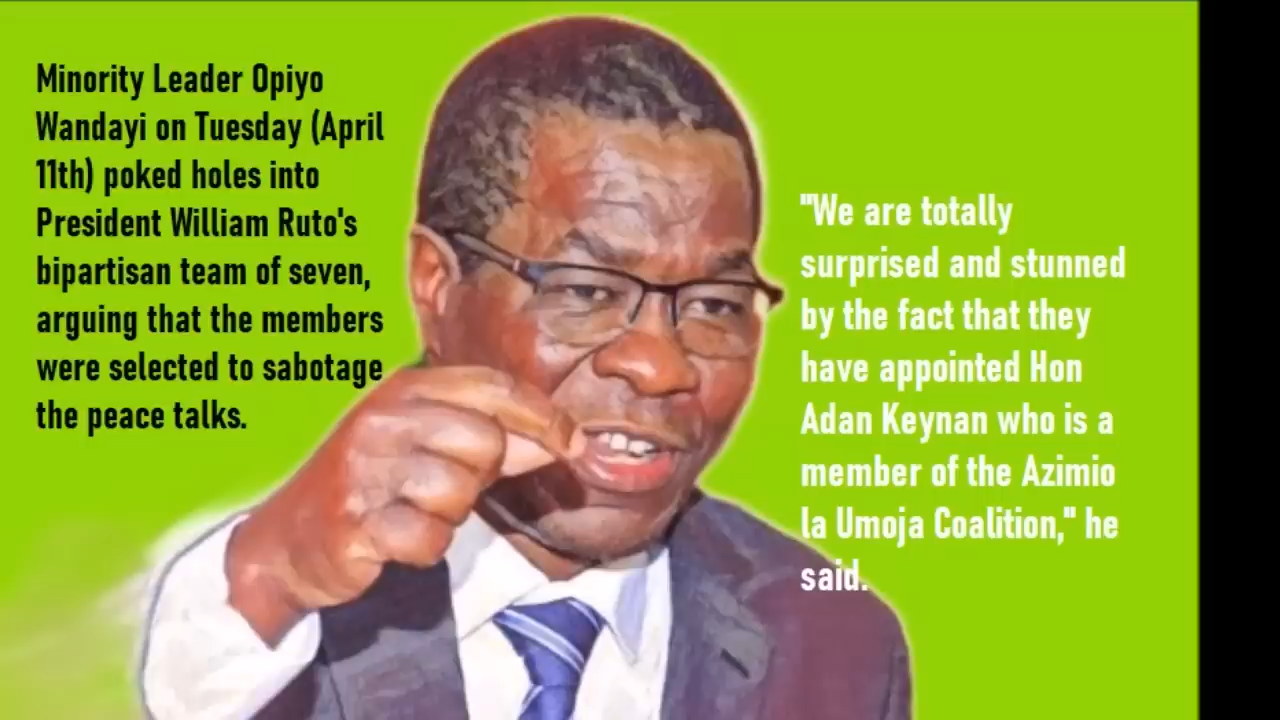 Minority Leader Opiyo
Wandayi on Tuesday (April
11th) poked holes into
President William Ruto's
bipartisan team of seven,
arguing that the members
were selected to sabotage
the peace talks.
"We are totally
surprised and stunned
by the fact that they
have appointed Hon
Adan Keynan who is a
member of the Azimio
la Umoja Coalition," he
said.